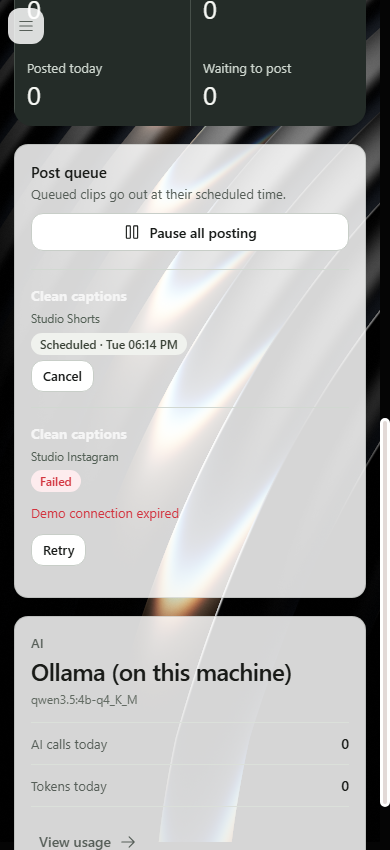 0
0
Posted today
Waiting to post
0
0
Post queue
Queued clips go out at their scheduled time.
Pause all posting
Clean captions
Studio Shorts
Scheduled · Tue 06:14 PM
Cancel
Clean captions
Studio Instagram
Failed
Demo connection expired
Retry
AI
Ollama (on this machine)
qwen3.5:4b-q4_K_M
AI calls today
0
Tokens today
0
View usage